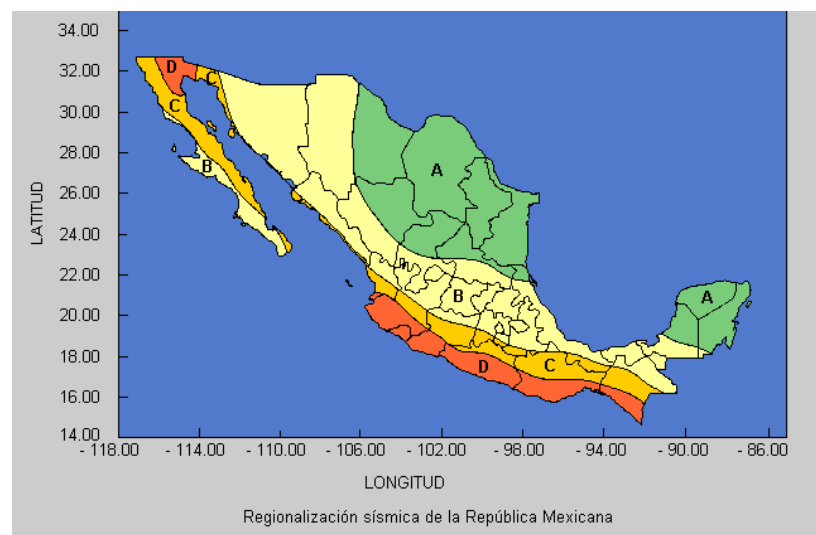 34.00
32.00
30.00
28.00
26.00
24.00
22.00
20.00
18.00
16.00
14.00
LATITUD
D
C
C
B
A
A
B
C
D
- 118.00 - 114.00 - 110.00 - 106.00 - 102.00 - 98.00 - 94.00 - 90.00 - 86.00
LONGITUD
Regionalización sísmica de la República Mexicana